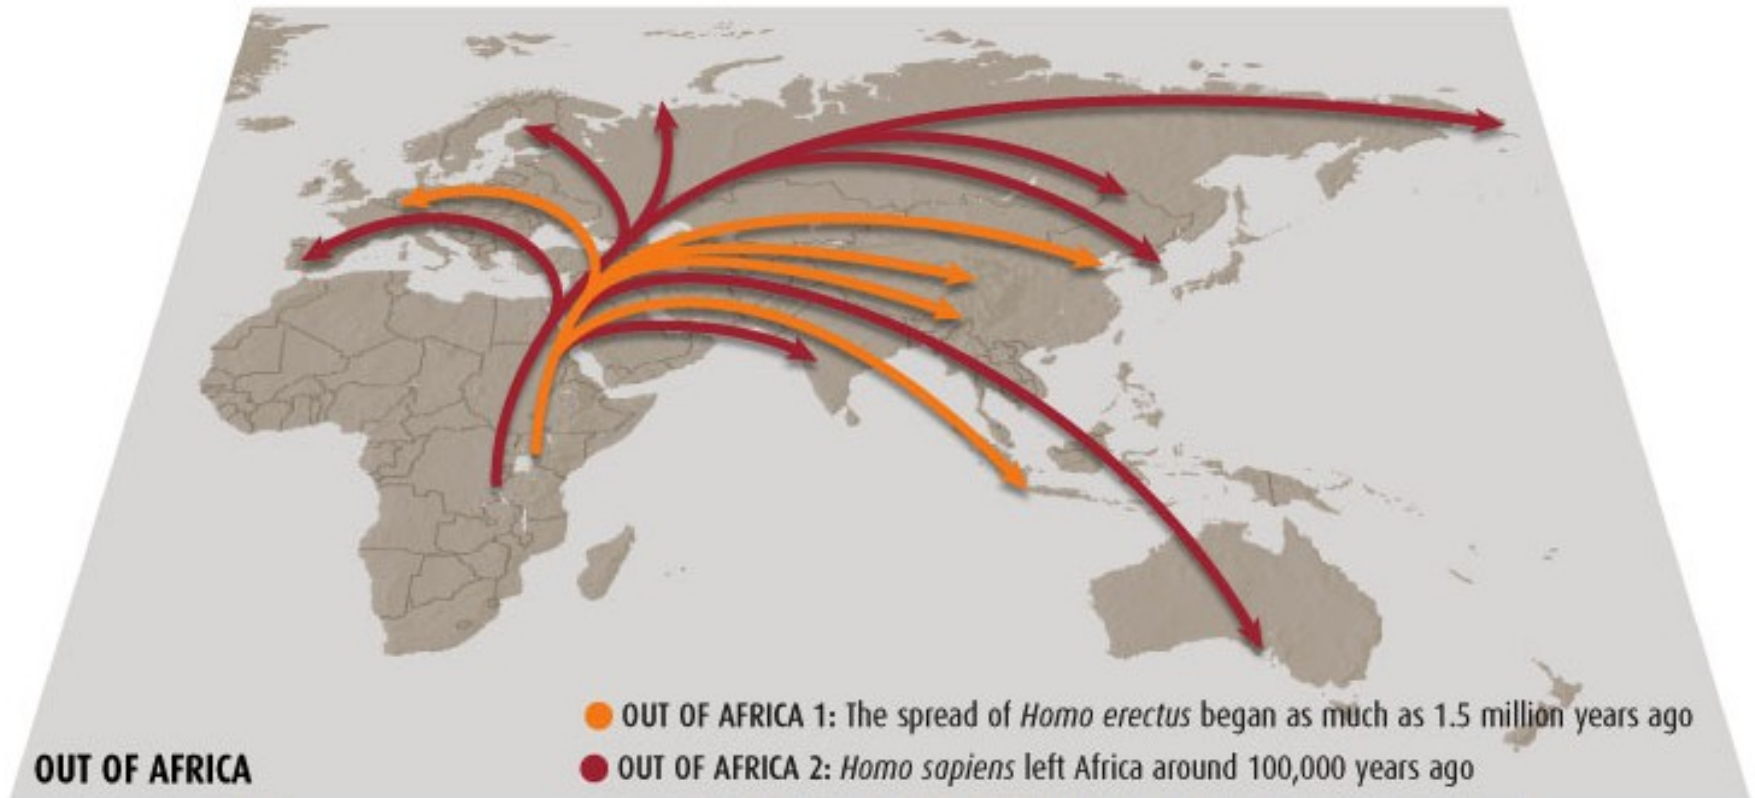 OUT OF AFRICA 1: The spread of Homo erectus began as much as 1.5 million years ago
OUT OF AFRICA 2: Homo sapiens left Africa around 100,000 years ago
OUT OF AFRICA